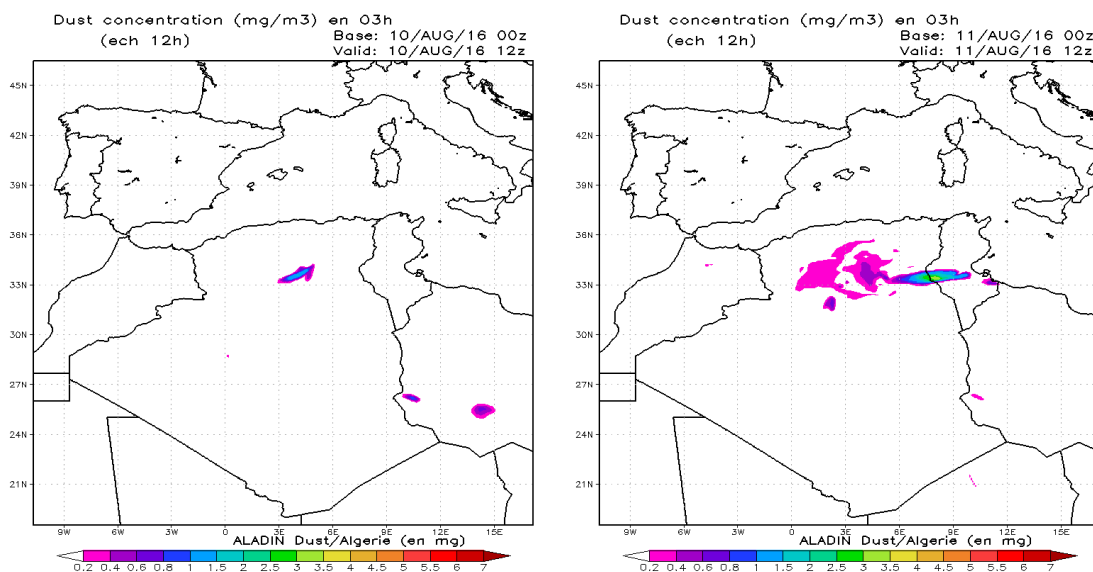 Dust concentration (mg/m3) en 03h
(ech 12h)
Base: 10/AUG/16 00z
Valid: 10/AUG/16 12z
45N
42N
39N
36N
33N
30N
27N
24N
21N
9W 6W 3W 0 3E 6E 9E 12E 15E
ALADIN Dust/Algerie (en mg)
0.2 0.4 0.6 0.8 1 1.5 2 2.5 3 4 4.5 5 5.5 6 7
Dust concentration (mg/m3) en 03h
(ech 12h)
Base: 11/AUG/16 00z
Valid: 11/AUG/16 12z
45N
42N
39N
36N
33N
30N
27N
24N
21N
9W 6W 3W 0 3E 6E 9E 12E 15E
ALADIN Dust/Algerie (en mg)
0.2 0.4 0.6 0.8 1 1.5 2 2.5 3 4 4.5 5 5.5 6 7